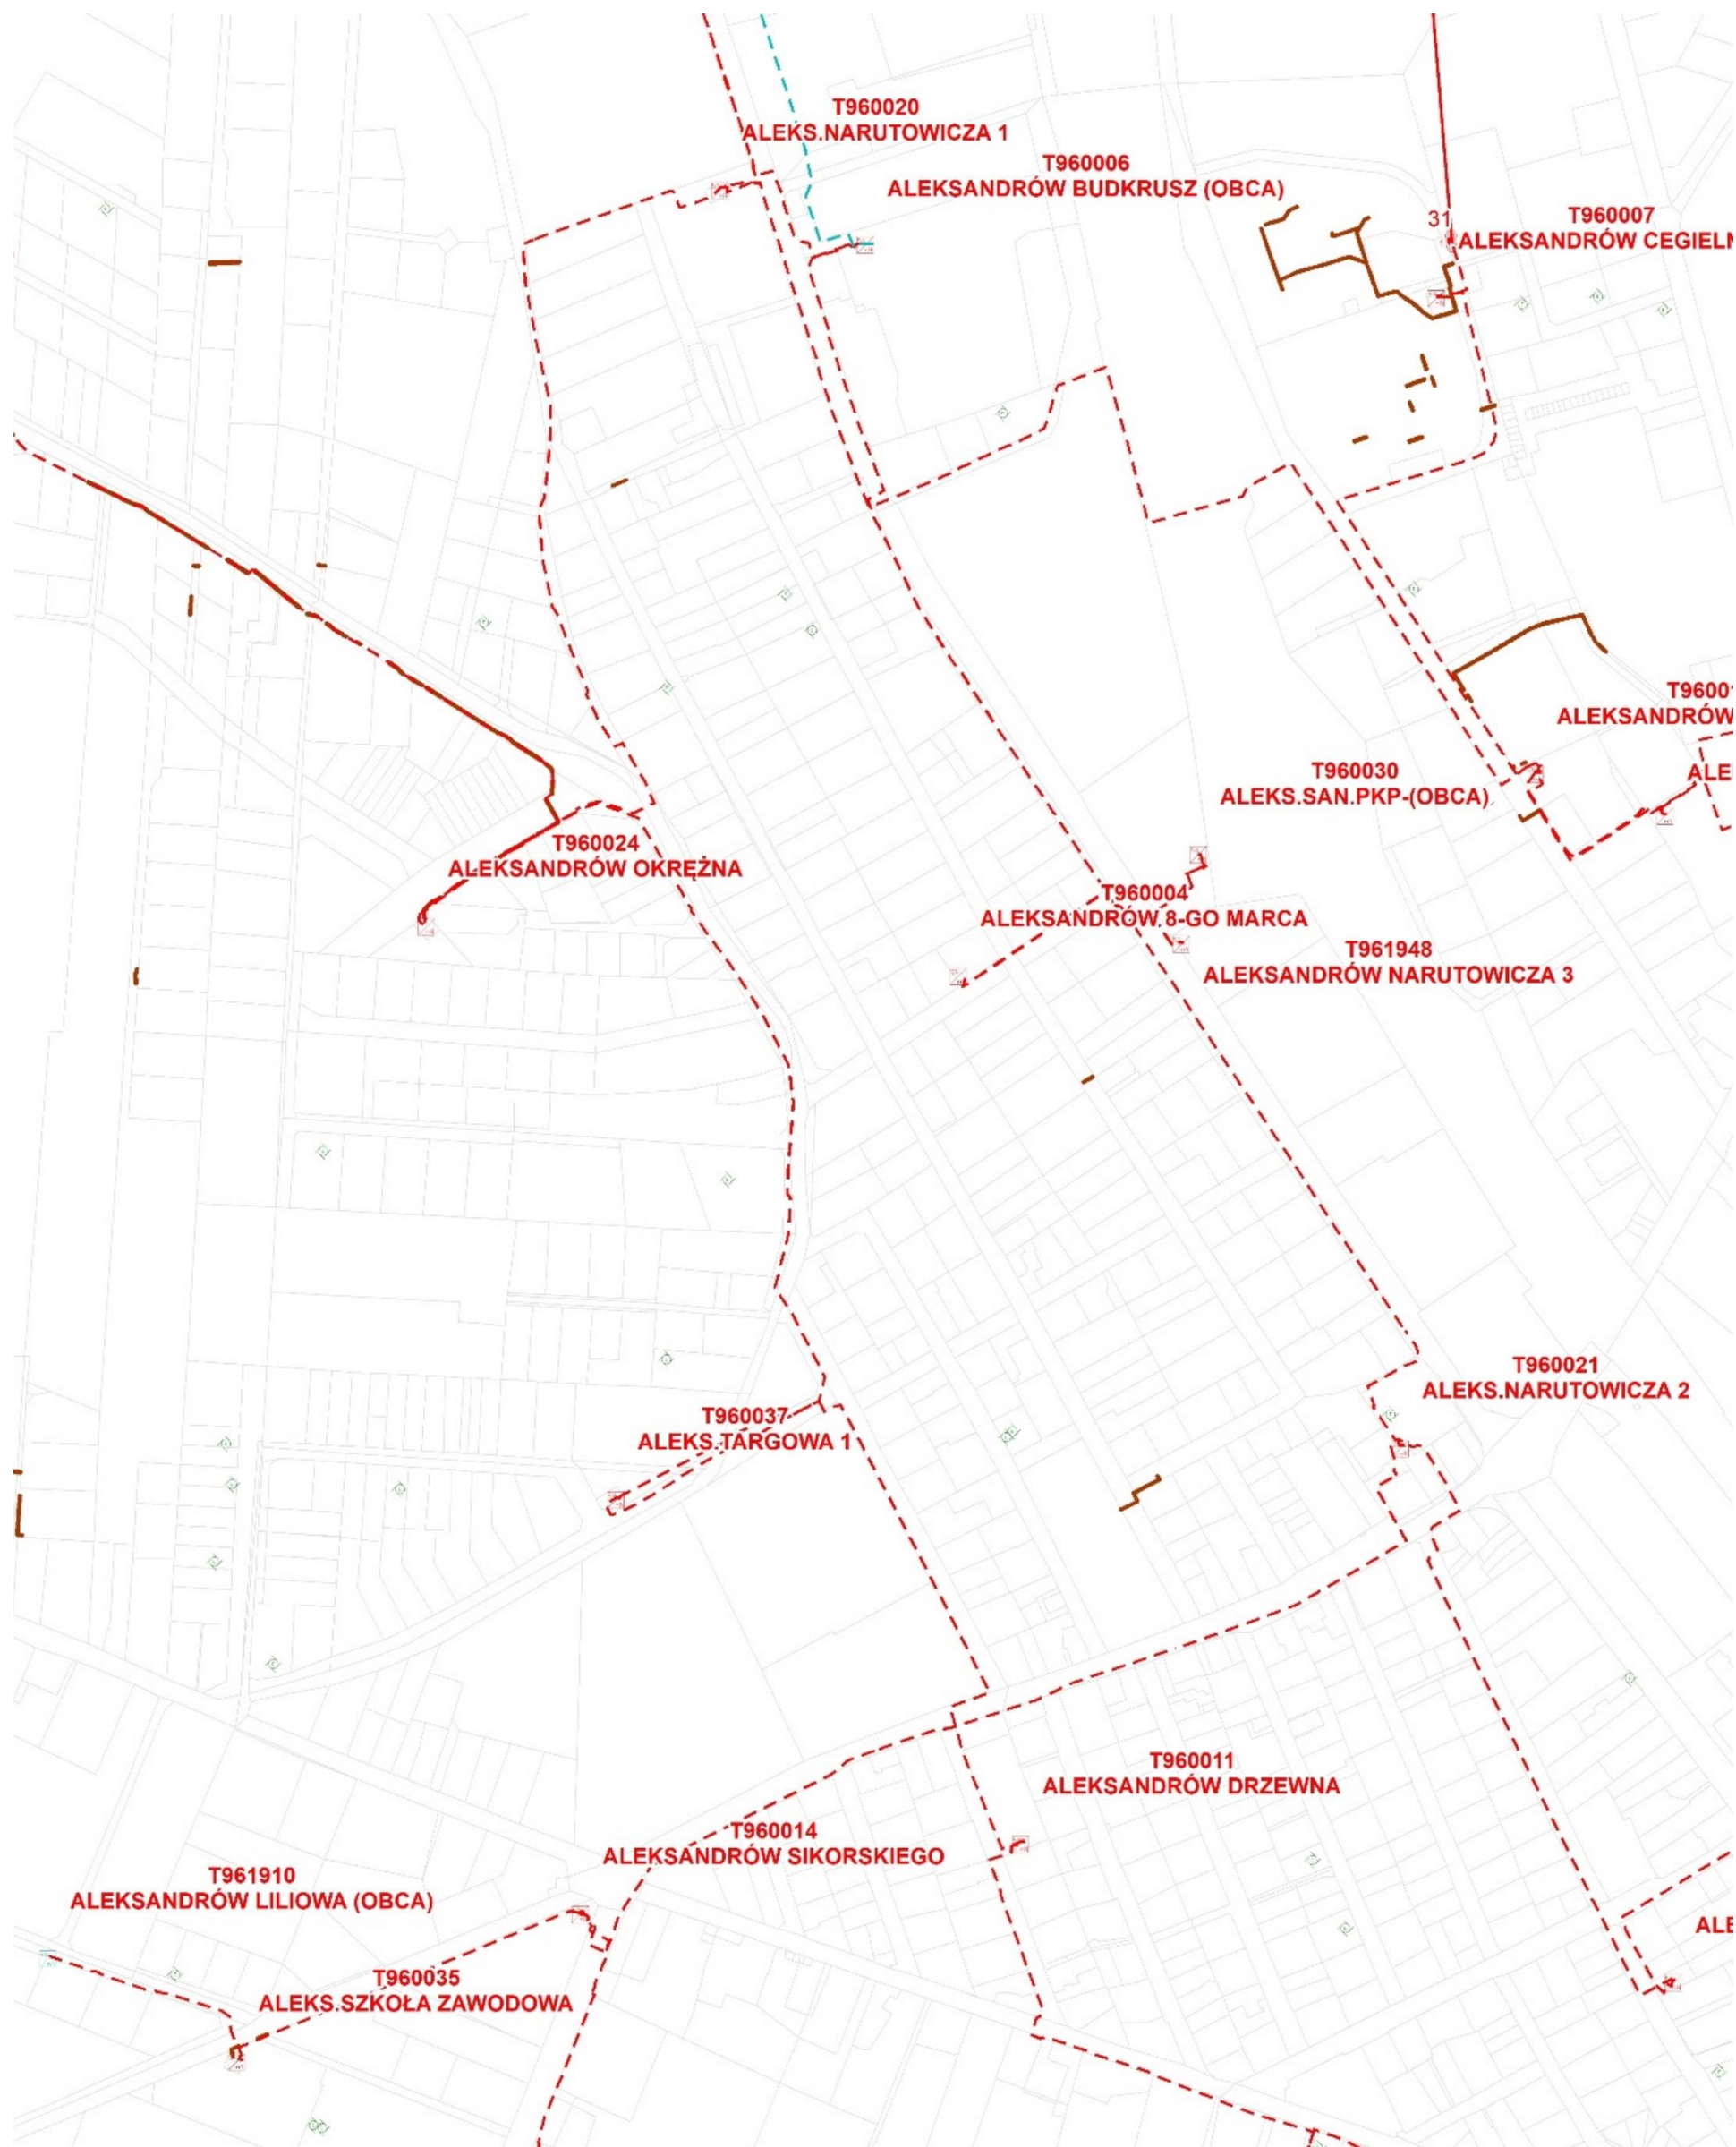 T960020
ALEKS.NARUTOWICZA 1
T960006
ALEKSANDRÓW BUDKRUSZ (OBCA)
31
T960007
ALEKSANDRÓW CEGIELN
T96001
ALEKSANDRÓW
ALE
T960030
ALEKS.SAN.PKP-(OBCA)
T960024
ALEKSANDRÓW OKRĘŻNA
T960004
ALEKSANDRÓW 8-GO MARCA
T961948
ALEKSANDRÓW NARUTOWICZA 3
T960021
ALEKS.NARUTOWICZA 2
T960037
ALEKS.TARGOWA 1
T960011
ALEKSANDRÓW DRZEWNA
T960014
ALEKSANDRÓW SIKORSKIEGO
T961910
ALEKSANDRÓW LILIOWA (OBCA)
ALE
T960035
ALEKS.SZKOŁA ZAWODOWA